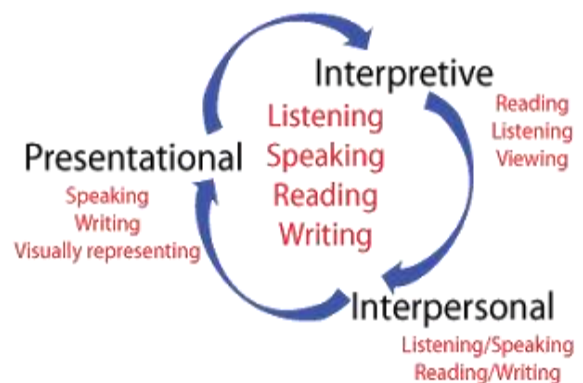 Interpretive
Reading
Listening
Viewing
Listening
Speaking
Reading
Writing
Presentational
Speaking
Writing
Visually representing
Interpersonal
Listening/Speaking
Reading/Writing